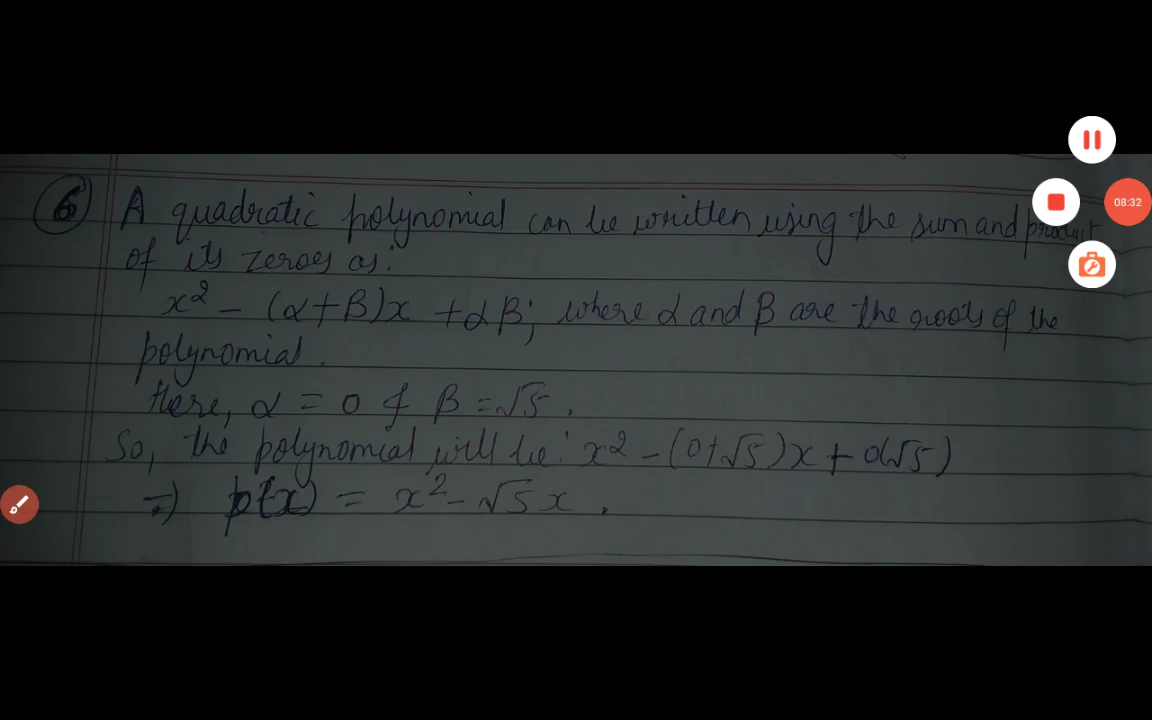 6 A quadratic polynomial can be written using the sum and product
of its zeroes as:
x² - (α+β)x + αβ; where α and β are the roots of the
polynomial.
Here, α = 0 & β = √5.
So, the polynomial will be: x² - (0+√5)x + 0(√5)
⇒ p(x) = x² - √5x.
08:32